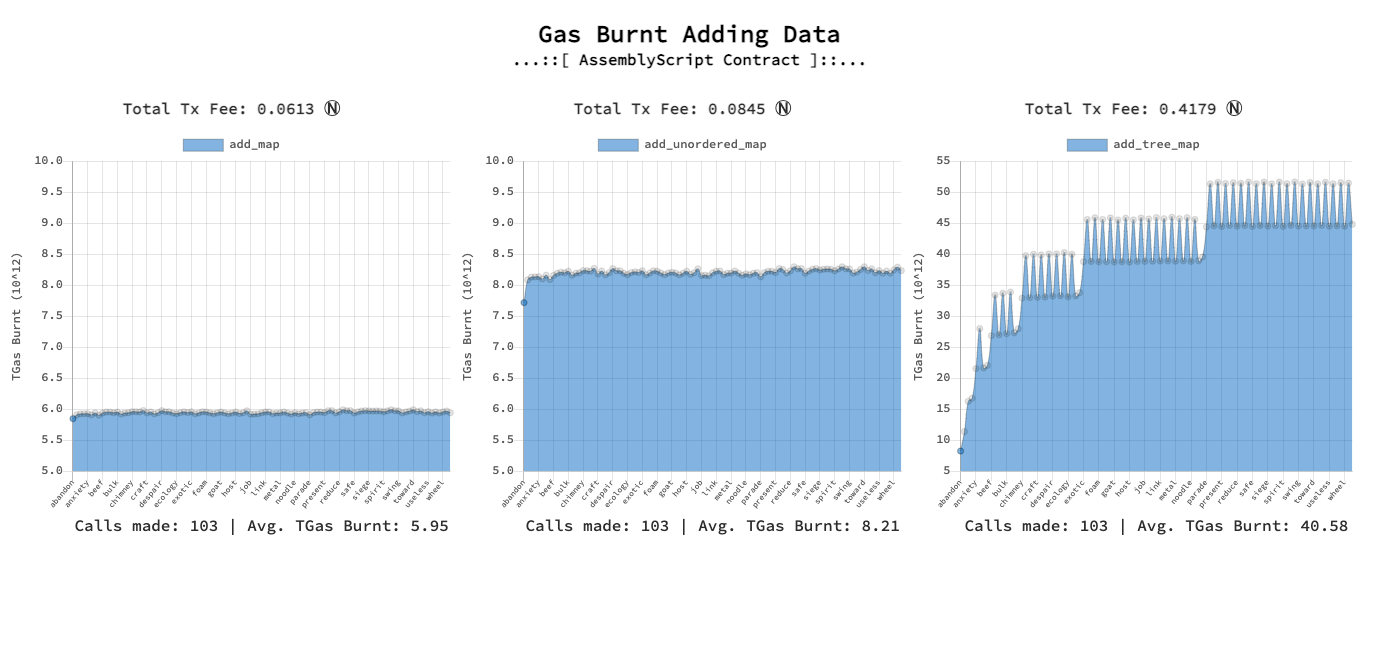 Gas Burnt Adding Data
...::[ AssemblyScript Contract ]::...
Total Tx Fee: 0.0613 Ⓝ
add_map
10.0
9.5
9.0
8.5
8.0
7.5
7.0
6.5
6.0
5.5
5.0
TGas Burnt (10^12)
abandon
anxiety
beef
bulk
chimney
craft
despair
ecology
exotic
foam
goat
host
job
link
metal
noodle
parade
present
reduce
safe
siege
spirit
swing
toward
useless
wheel
Calls made: 103 | Avg. TGas Burnt: 5.95
Total Tx Fee: 0.0845 Ⓝ
add_unordered_map
10.0
9.5
9.0
8.5
8.0
7.5
7.0
6.5
6.0
5.5
5.0
TGas Burnt (10^12)
abandon
anxiety
beef
bulk
chimney
craft
despair
ecology
exotic
foam
goat
host
job
link
metal
noodle
parade
present
reduce
safe
siege
spirit
swing
toward
useless
wheel
Calls made: 103 | Avg. TGas Burnt: 8.21
Total Tx Fee: 0.4179 Ⓝ
add_tree_map
55
50
45
40
35
30
25
20
15
10
5
TGas Burnt (10^12)
abandon
anxiety
beef
bulk
chimney
craft
despair
ecology
exotic
foam
goat
host
job
link
metal
noodle
parade
present
reduce
safe
siege
spirit
swing
toward
useless
wheel
Calls made: 103 | Avg. TGas Burnt: 40.58